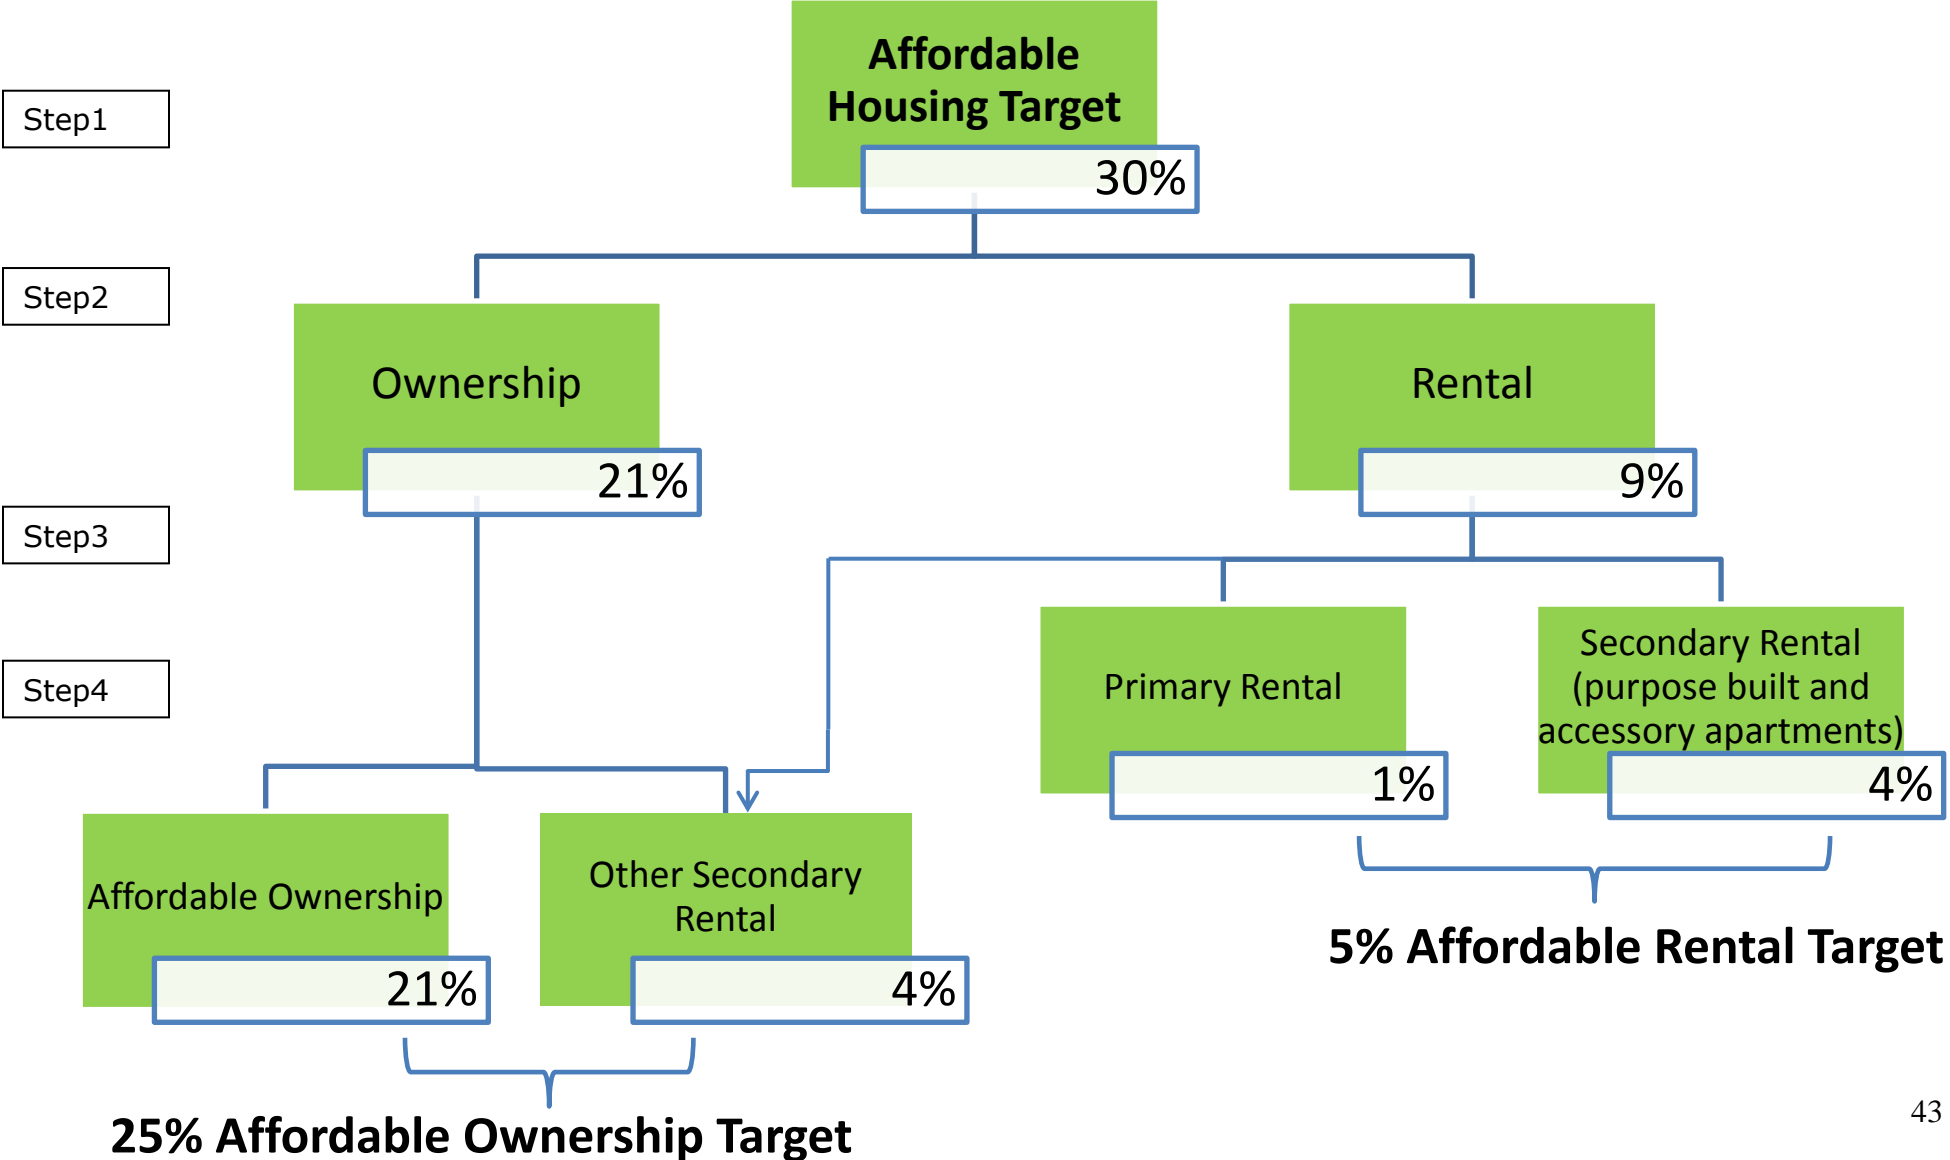 Affordable
Housing Target
Step1
30%
Step2
Ownership
Rental
21%
9%
Step3
Step4
Primary Rental
Secondary Rental
(purpose built and
accessory apartments)
1%
4%
Affordable Ownership
Other Secondary
Rental
21%
4%
5% Affordable Rental Target
25% Affordable Ownership Target
43